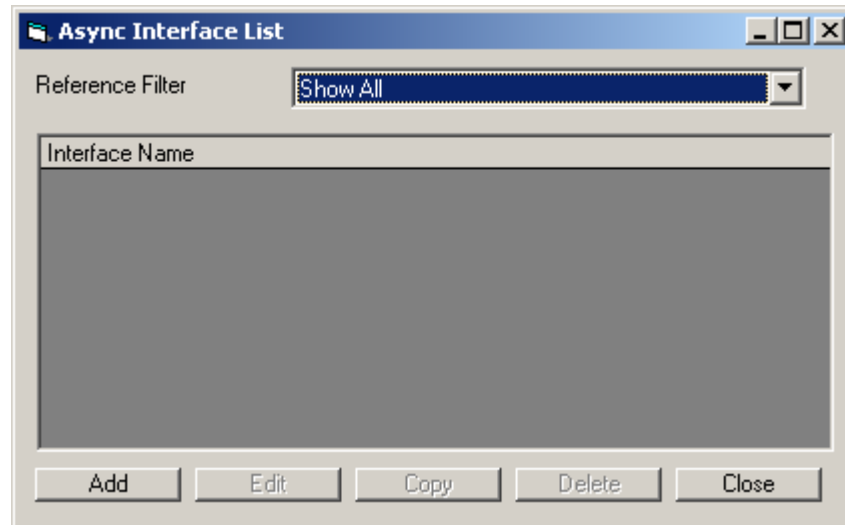 Async Interface List
Reference Filter Show All
Interface Name
Add Edit Copy Delete Close